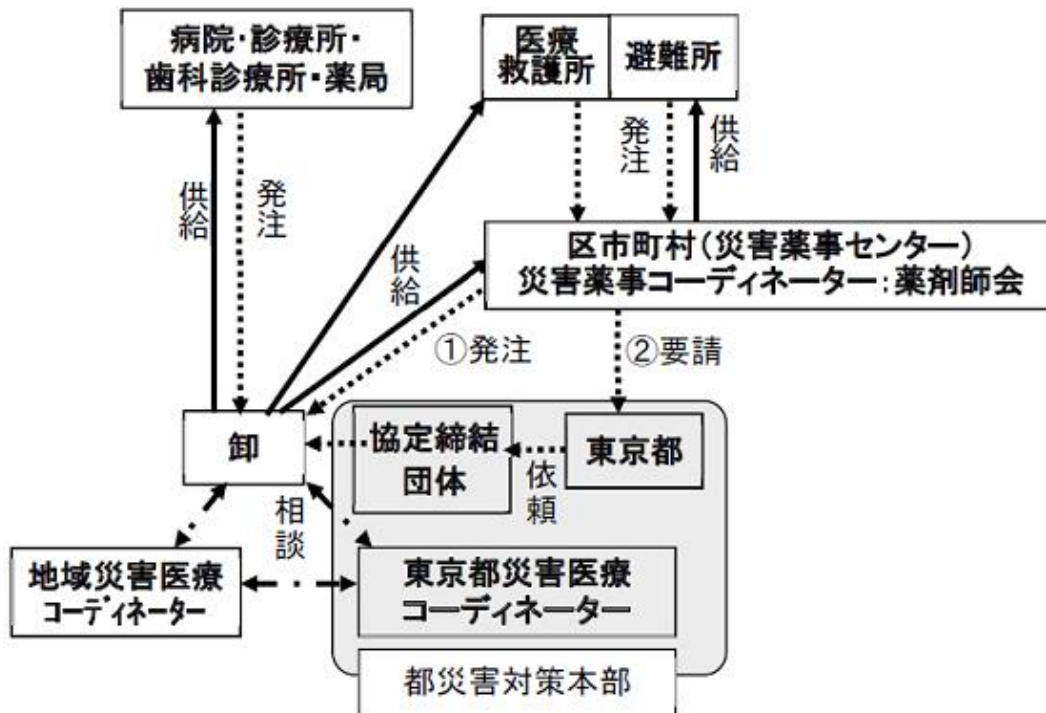 病院・診療所・
歯科診療所・薬局
医療
救護所
避難所
供給
発注
発注
供給
供給
区市町村(災害薬事センター)
災害薬事コーディネーター:薬剤師会
①発注
②要請
卸
協定締結
団体
依頼
東京都
相談
地域災害医療
コーディネーター
東京都災害医療
コーディネーター
都災害対策本部